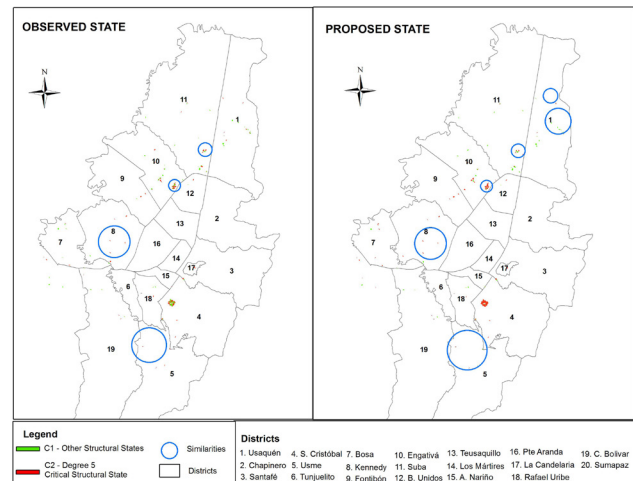 OBSERVED STATE
N
11
1
10
9
12
2
13
8
7
16
14
17
3
15
6
18
4
19
5
PROPOSED STATE
N
11
1
10
9
12
2
13
8
7
16
14
17
3
15
6
18
4
19
5
Legend
C1 - Other Structural States
Similarities
C2 - Degree 5
Critical Structural State
Districts
Districts
1. Usaquén 4. S. Cristóbal 7. Bosa 10. Engativá 13. Teusaquillo 16. Pte Aranda 19. C. Bolivar
2. Chapinero 5. Usme 8. Kennedy 11. Suba 14. Los Mártires 17. La Candelaria 20. Sumapaz
3. Santafé 6. Tunjuelito 9. Fontibón 12. B. Unidos 15. A. Nariño 18. Rafael Uribe